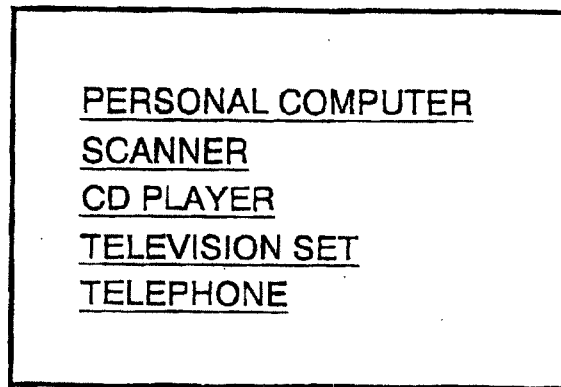 PERSONAL COMPUTER
SCANNER
CD PLAYER
TELEVISION SET
TELEPHONE